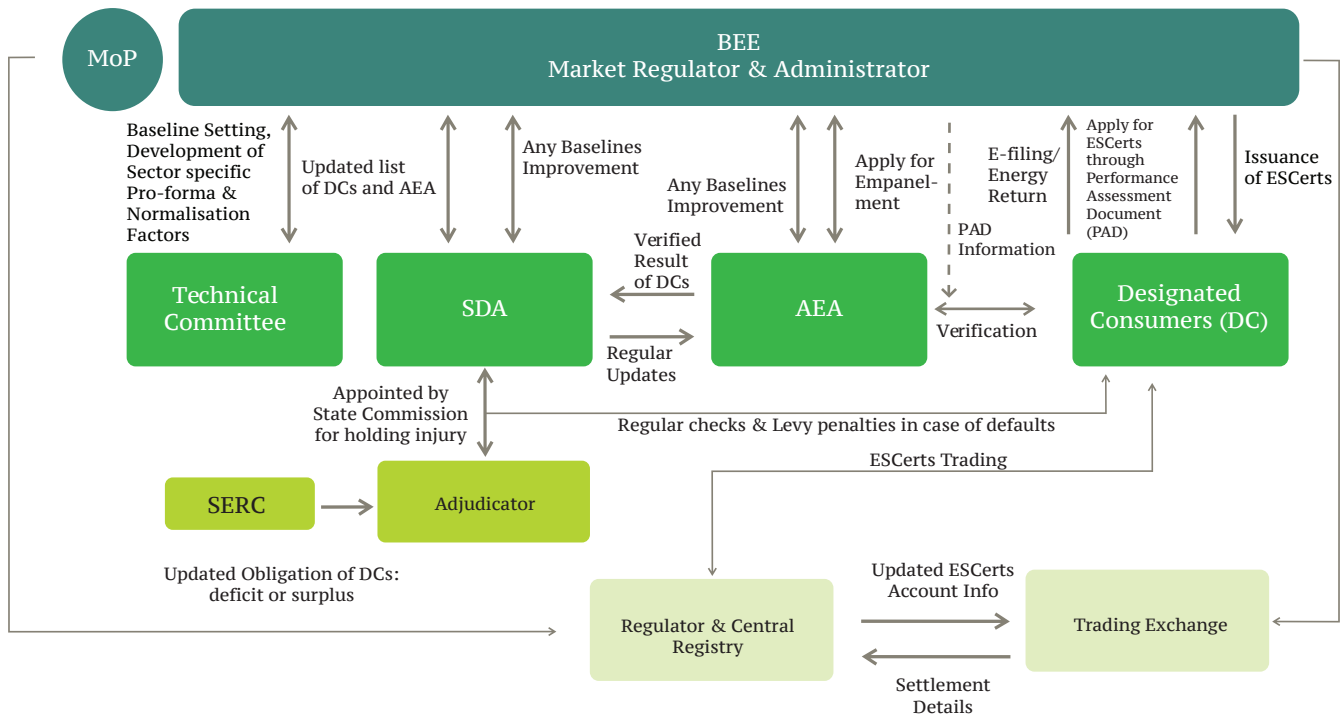 MoP
BEE
Market Regulator & Administrator
Baseline Setting,
Development of
Sector specific
Pro-forma &
Normalisation
Factors
Updated list
of DCs and AEA
Any Baselines
Improvement
Any Baselines
Improvement
Apply for
Empanel-
ment
PAD
Information
E-filing/
Energy
Return
Apply for
ESCerts
through
Performance
Assessment
Document
(PAD)
Issuance
of ESCerts
Technical
Committee
SDA
Verified
Result
of DCs
Regular
Updates
AEA
Verification
Designated
Consumers (DC)
Appointed by
State Commission
for holding injury
Regular checks & Levy penalties in case of defaults
ESCerts Trading
SERC
Adjudicator
Updated Obligation of DCs:
deficit or surplus
Regulator & Central
Registry
Updated ESCerts
Account Info
Settlement
Details
Trading Exchange